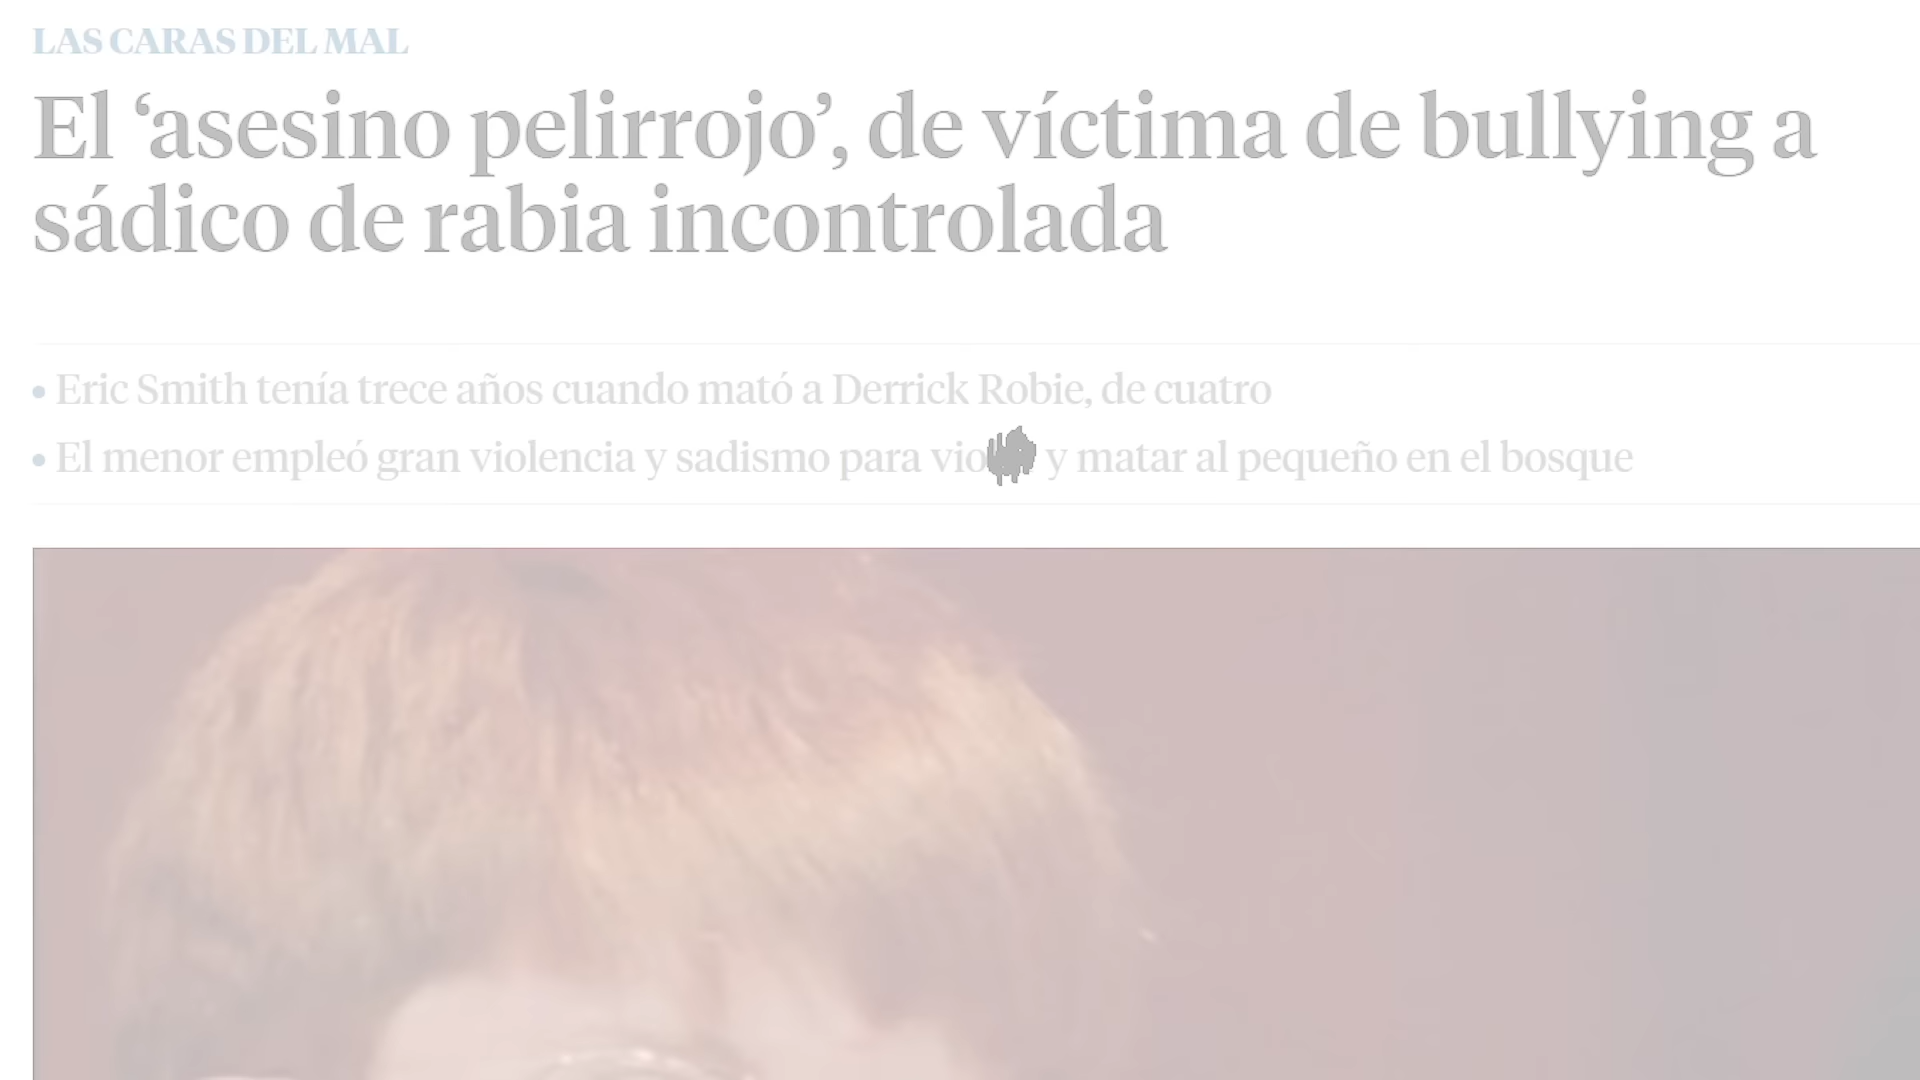 LAS CARAS DEL MAL
El ‘asesino pelirrojo’, de víctima de bullying a
sádico de rabia incontrolada
• Eric Smith tenía trece años cuando mató a Derrick Robie, de cuatro
• El menor empleó gran violencia y sadismo para y matar al pequeño en el bosque